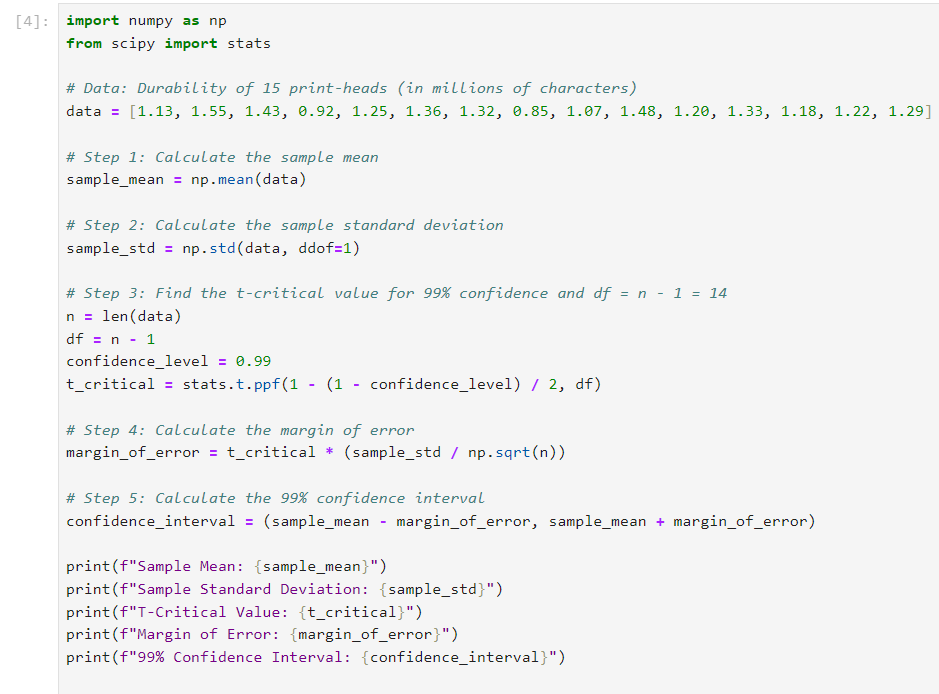 [4]:
import numpy as np
from scipy import stats
# Data: Durability of 15 print-heads (in millions of characters)
data = [1.13, 1.55, 1.43, 0.92, 1.25, 1.36, 1.32, 0.85, 1.07, 1.48, 1.20, 1.33, 1.18, 1.22, 1.29]
# Step 1: Calculate the sample mean
sample_mean = np.mean(data)
# Step 2: Calculate the sample standard deviation
sample_std = np.std(data, ddof=1)
# Step 3: Find the t-critical value for 99% confidence and df = n - 1 = 14
n = len(data)
df = n - 1
confidence_level = 0.99
t_critical = stats.t.ppf(1 - (1 - confidence_level) / 2, df)
# Step 4: Calculate the margin of error
margin_of_error = t_critical * (sample_std / np.sqrt(n))
# Step 5: Calculate the 99% confidence interval
confidence_interval = (sample_mean - margin_of_error, sample_mean + margin_of_error)
print(f"Sample Mean: {sample_mean}")
print(f"Sample Standard Deviation: {sample_std}")
print(f"T-Critical Value: {t_critical}")
print(f"Margin of Error: {margin_of_error}")
print(f"99% Confidence Interval: {confidence_interval}")